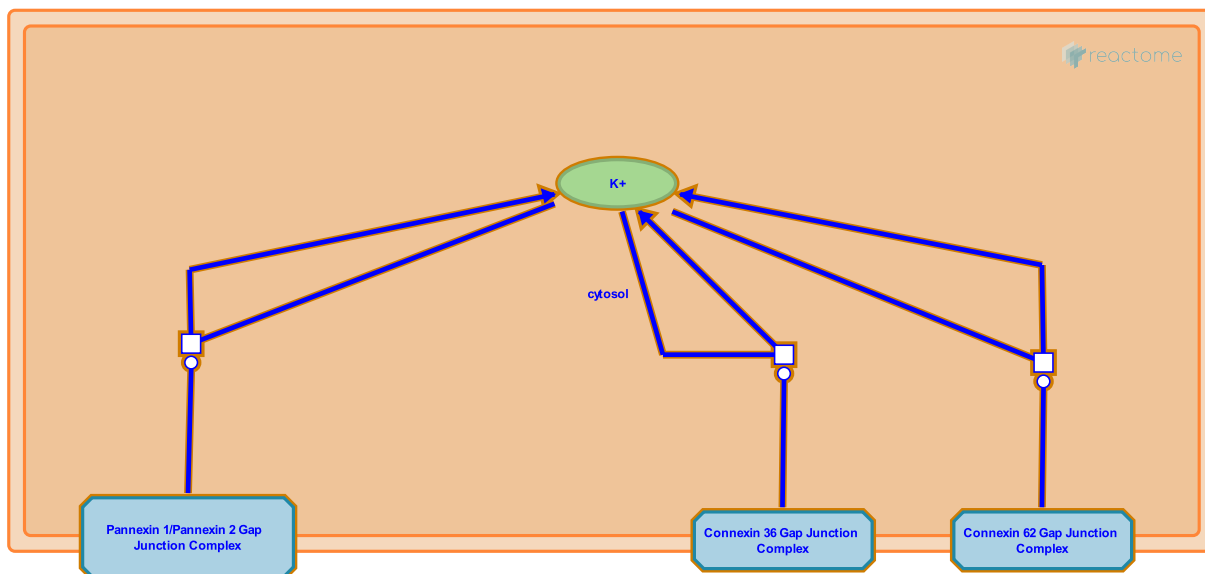 reactome
K+
cytosol
Pannexin 1/Pannexin 2 Gap
Junction Complex
Connexin 36 Gap Junction
Complex
Connexin 62 Gap Junction
Complex